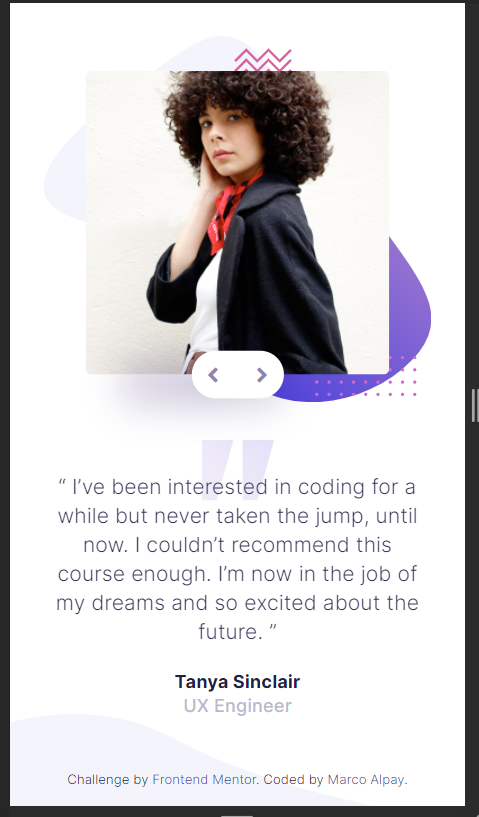 “ I’ve been interested in coding for a
while but never taken the jump, until
now. I couldn’t recommend this
course enough. I’m now in the job of
my dreams and so excited about the
future. ”
Tanya Sinclair
UX Engineer
Challenge by Frontend Mentor. Coded by Marco Alpay.